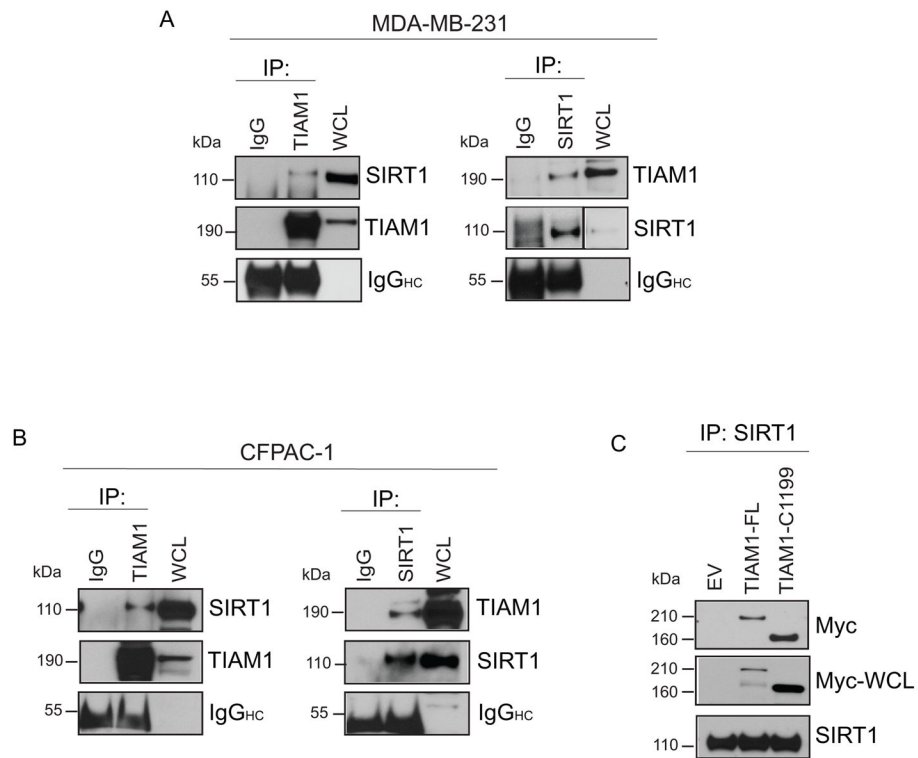 A
MDA-MB-231
IP:
IgG
TIAM1
WCL
kDa
110
SIRT1
190
TIAM1
55
IgGHC
IP:
IgG
SIRT1
WCL
kDa
190
TIAM1
110
SIRT1
55
IgGHC
B
CFPAC-1
IP:
IgG
TIAM1
WCL
kDa
110
SIRT1
190
TIAM1
55
IgGHC
IP:
IgG
SIRT1
WCL
kDa
190
TIAM1
110
SIRT1
55
IgGHC
C
IP: SIRT1
EV
TIAM1-FL
TIAM1-C1199
kDa
210
160
Myc
210
160
Myc-WCL
110
SIRT1